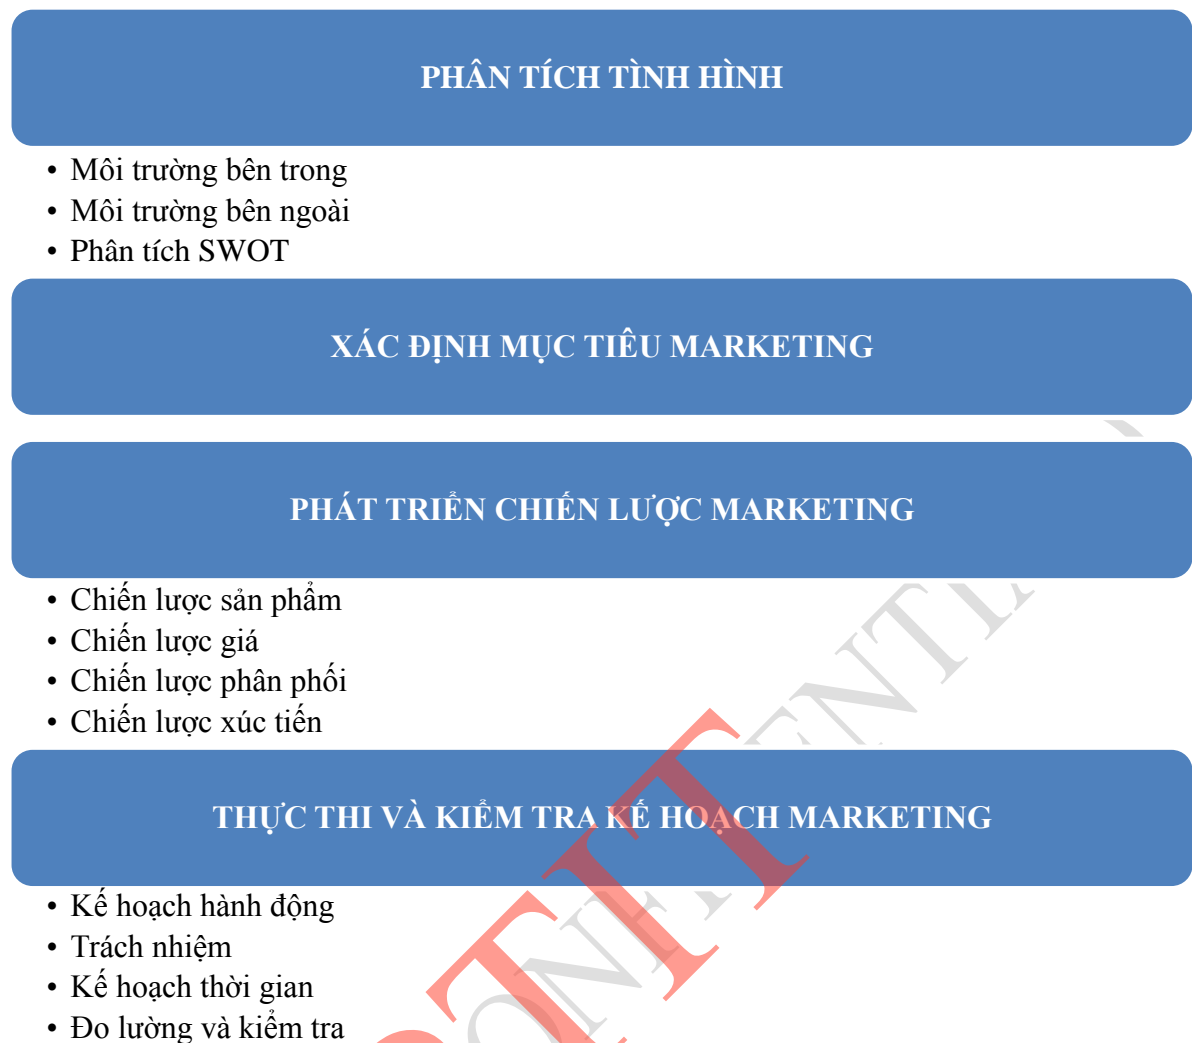 PHÂN TÍCH TÌNH HÌNH
• Môi trường bên trong
• Môi trường bên ngoài
• Phân tích SWOT
XÁC ĐỊNH MỤC TIÊU MARKETING
PHÁT TRIỂN CHIẾN LƯỢC MARKETING
• Chiến lược sản phẩm
• Chiến lược giá
• Chiến lược phân phối
• Chiến lược xúc tiến
THỰC THI VÀ KIỂM TRA KẾ HOẠCH MARKETING
• Kế hoạch hành động
• Trách nhiệm
• Kế hoạch thời gian
• Đo lường và kiểm tra